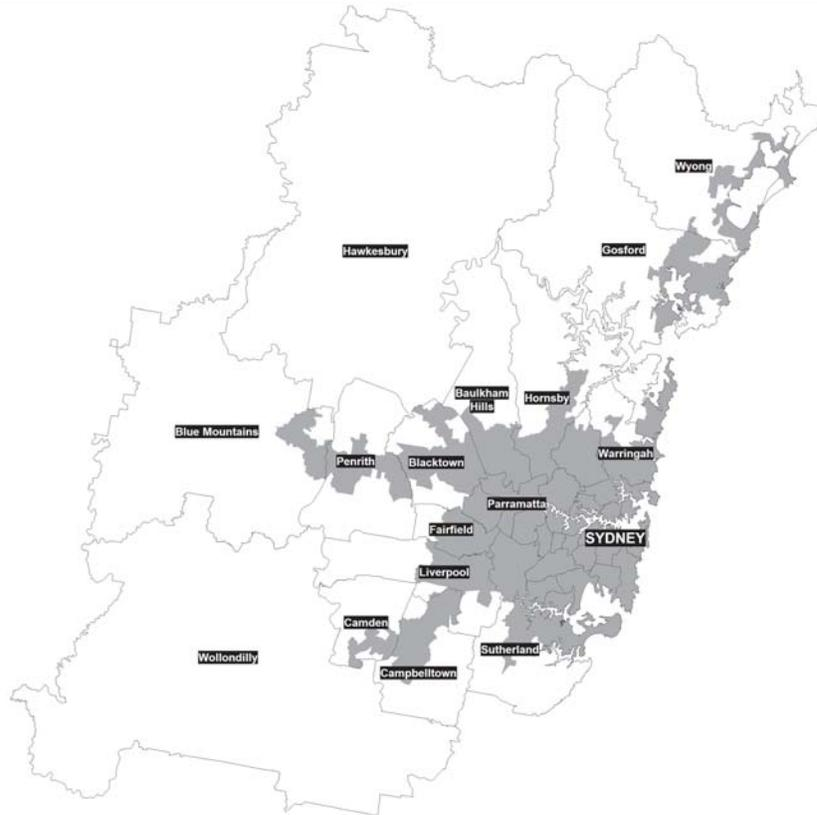 Wyong
Hawkesbury
Gosford
Baulkham
Hills
Hornsby
Blue Mountains
Penrith
Blacktown
Warringah
Parramatta
Fairfield
SYDNEY
Liverpool
Camden
Wollondilly
Sutherland
Campbelltown